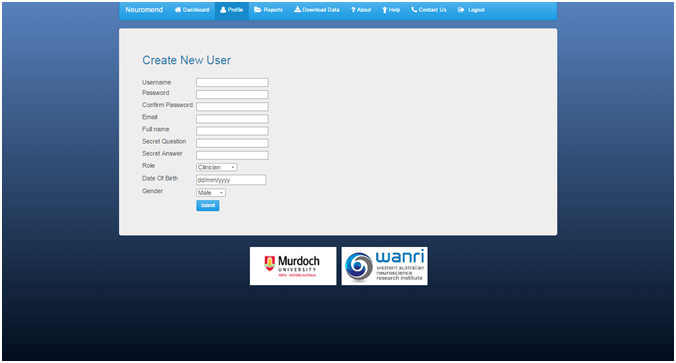 Neuromend Dashboard Profile Reports Download Data ? About Help Contact Us Logout
Create New User
Username
Password
Confirm Password
Email
Full name
Secret Question
Secret Answer
Role Clinician
Date Of Birth dd/mm/yyyy
Gender Male
Submit
Murdoch
UNIVERSITY
PERTH - WESTERN AUSTRALIA
wanri
western australian
neuroscience
research institute